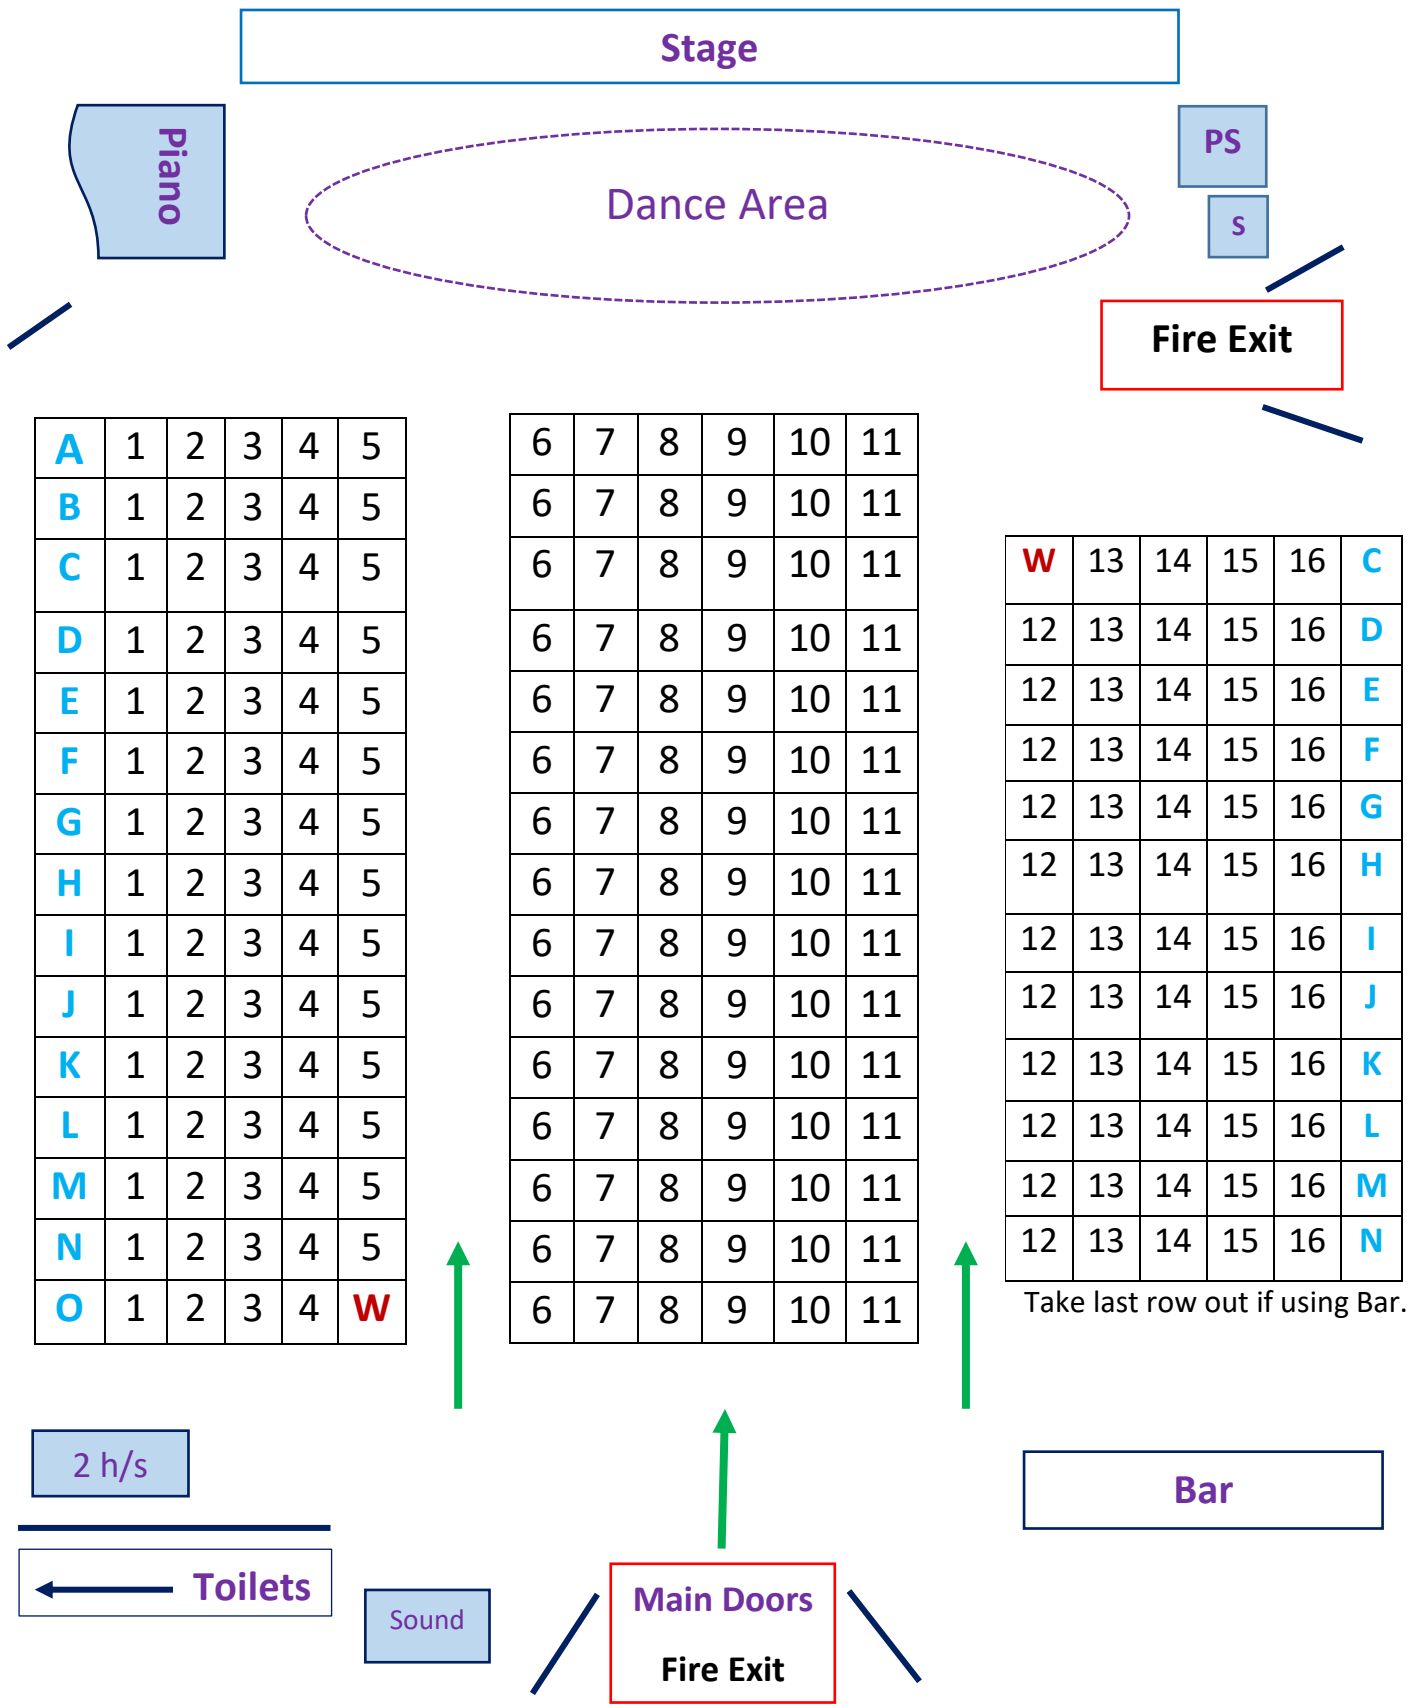 Stage
Piano
PS
Dance Area
S
Fire Exit
A 1 2 3 4 5 6 7 8 9 10 11
B 1 2 3 4 5 6 7 8 9 10 11
C 1 2 3 4 5 6 7 8 9 10 11 W 13 14 15 16 C
D 1 2 3 4 5 6 7 8 9 10 11 12 13 14 15 16 D
E 1 2 3 4 5 6 7 8 9 10 11 12 13 14 15 16 E
F 1 2 3 4 5 6 7 8 9 10 11 12 13 14 15 16 F
G 1 2 3 4 5 6 7 8 9 10 11 12 13 14 15 16 G
H 1 2 3 4 5 6 7 8 9 10 11 12 13 14 15 16 H
I 1 2 3 4 5 6 7 8 9 10 11 12 13 14 15 16 I
J 1 2 3 4 5 6 7 8 9 10 11 12 13 14 15 16 J
K 1 2 3 4 5 6 7 8 9 10 11 12 13 14 15 16 K
L 1 2 3 4 5 6 7 8 9 10 11 12 13 14 15 16 L
M 1 2 3 4 5 6 7 8 9 10 11 12 13 14 15 16 M
N 1 2 3 4 5 6 7 8 9 10 11 12 13 14 15 16 N
O 1 2 3 4 W 6 7 8 9 10 11
Take last row out if using Bar.
2 h/s
Bar
Toilets
Sound
Main Doors
Fire Exit